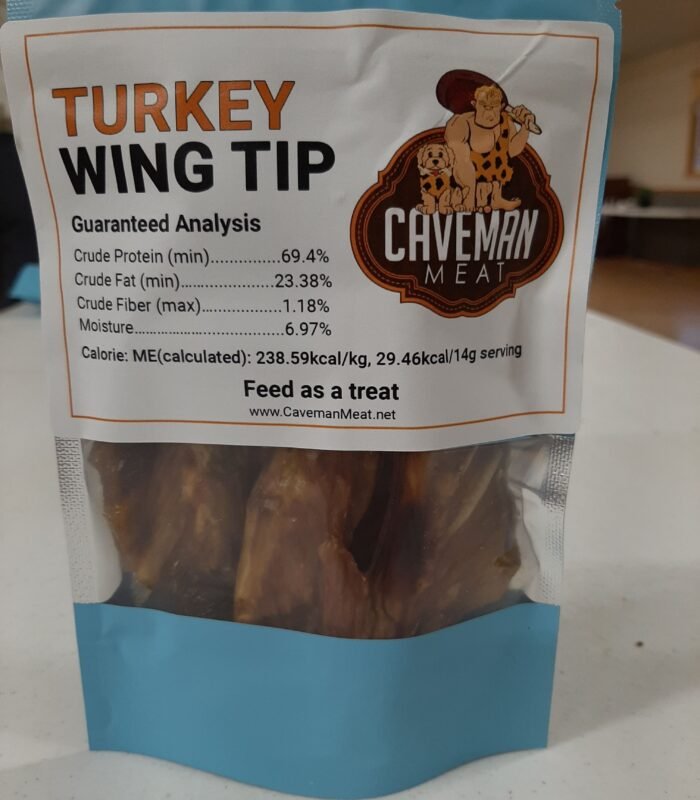 TURKEY
WING TIP
Guaranteed Analysis
Crude Protein (min)..............69.4%
Crude Fat (min)...................23.38%
Crude Fiber (max)................1.18%
Moisture..............................6.97%
Calorie: ME(calculated): 238.59kcal/kg, 29.46kcal/14g serving
Feed as a treat
www.CavemanMeat.net
CAVEMAN
MEAT